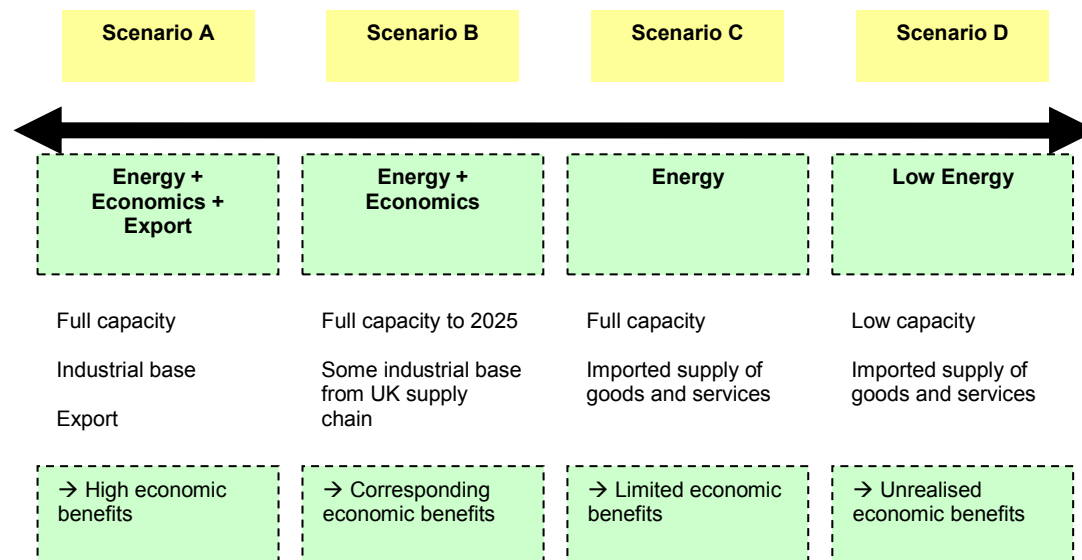 Scenario A
Scenario B
Scenario C
Scenario D
Energy +
Economics +
Export
Energy +
Economics
Energy
Low Energy
Full capacity
Industrial base
Export
Full capacity to 2025
Some industrial base
from UK supply
chain
Full capacity
Imported supply of
goods and services
Low capacity
Imported supply of
goods and services
→ High economic
benefits
→ Corresponding
economic benefits
→ Limited economic
benefits
→ Unrealised
economic benefits